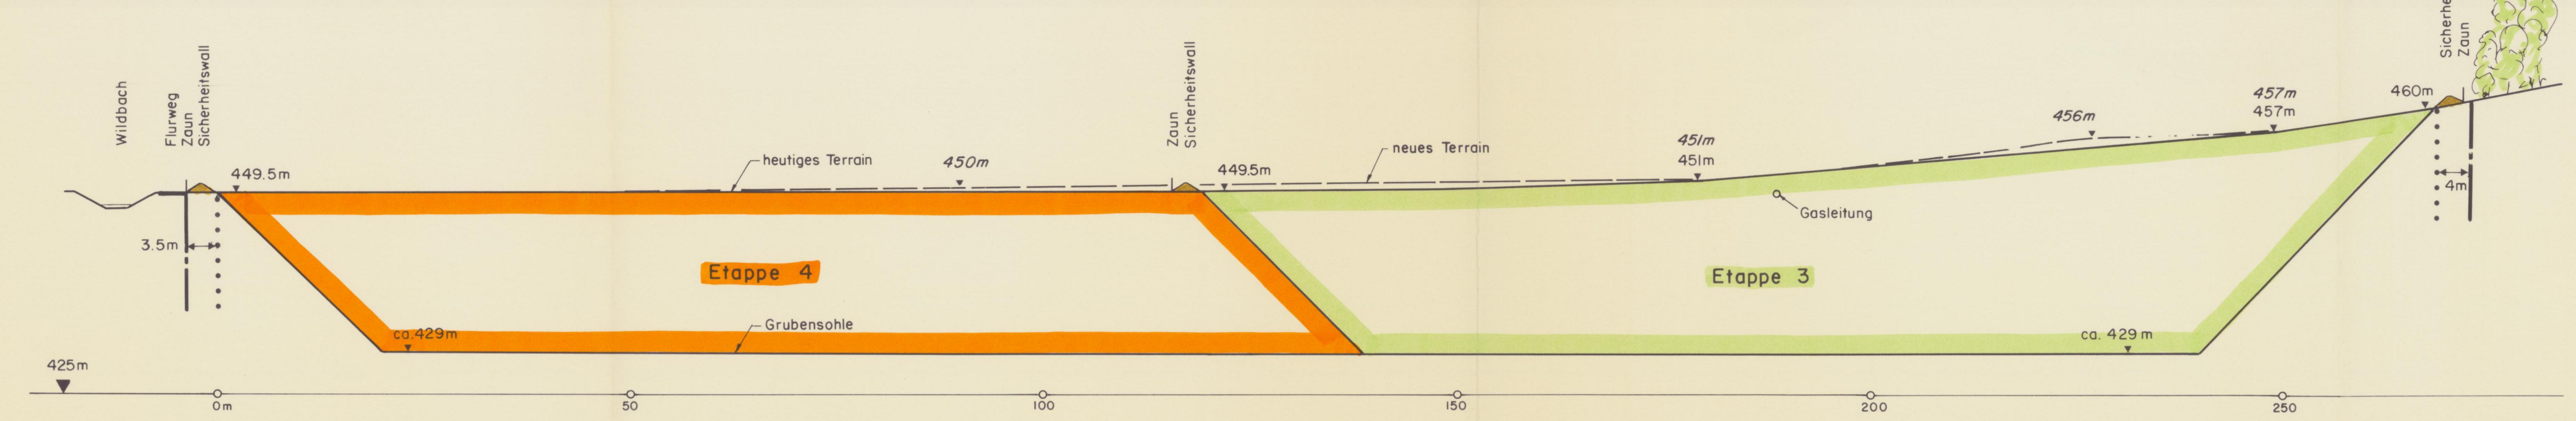 Wildbach
Flurweg
Zaun
Sicherheitswall
Zaun
Sicherheitswall
Sicherhe
Zaun
457m
457m
460m
456m
451m
451m
449.5m
heutiges Terrain
450m
449.5m
neues Terrain
Gasleitung
4m
3.5m
Etappe 4
Etappe 3
Grubensohle
ca.429m
ca. 429m
425m
0m
50
100
150
200
250